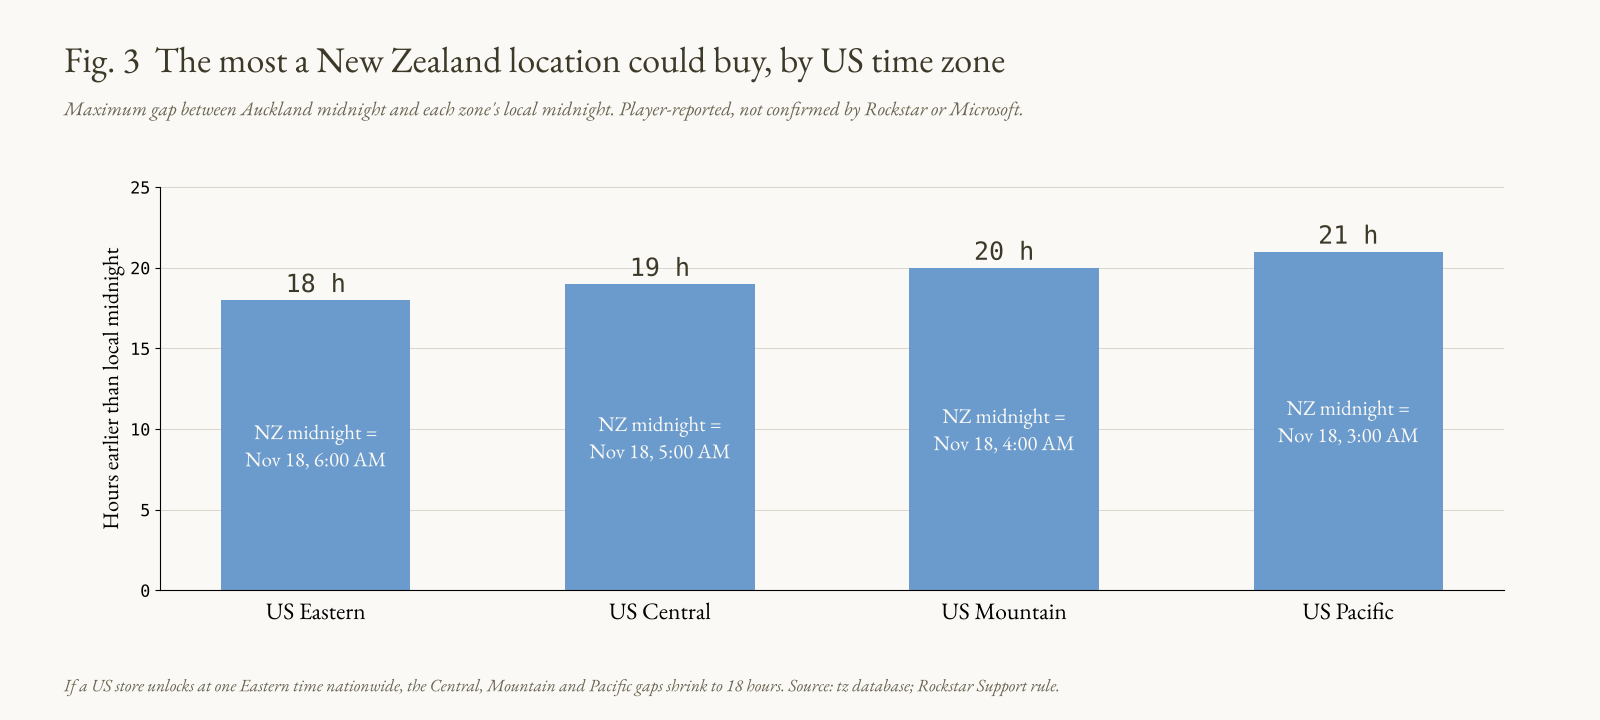 Fig. 3 The most a New Zealand location could buy, by US time zone
Maximum gap between Auckland midnight and each zone's local midnight. Player-reported, not confirmed by Rockstar or Microsoft.
Hours earlier than local midnight
25
20
15
10
5
0
18 h
19 h
20 h
21 h
NZ midnight =
Nov 18, 6:00 AM
NZ midnight =
Nov 18, 5:00 AM
NZ midnight =
Nov 18, 4:00 AM
NZ midnight =
Nov 18, 3:00 AM
US Eastern
US Central
US Mountain
US Pacific
If a US store unlocks at one Eastern time nationwide, the Central, Mountain and Pacific gaps shrink to 18 hours. Source: tz database; Rockstar Support rule.